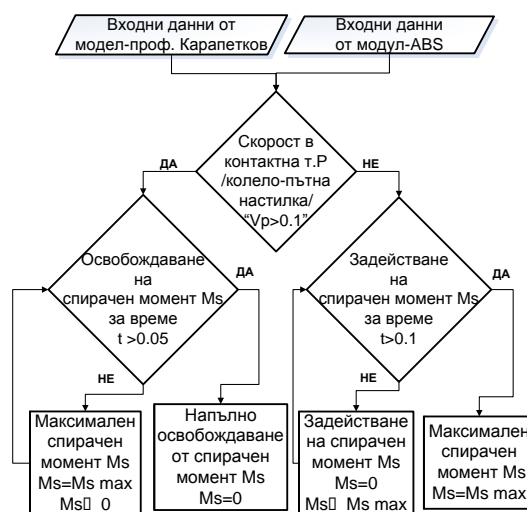 Входни данни от
модел-проф. Карапетков
Входни данни
от модул-ABS
Скорост в
контактна т.P
/колело-пътна
настилка/
“Vp>0.1”
ДА
НЕ
Освобождаване
на
спирачен момент Ms
за време
t >0.05
ДА
НЕ
Задействане
на
спирачен момент Ms
за време
t>0.1
ДА
НЕ
Максимален
спирачен
момент Ms
Ms=Ms max
Ms▯ 0
Напълно
освобождаване
от спирачен
момент Ms
Ms=0
Задействане
на спирачен
момент Ms
Ms=0
Ms▯ Ms max
Максимален
спирачен
момент Ms
Ms=Ms max